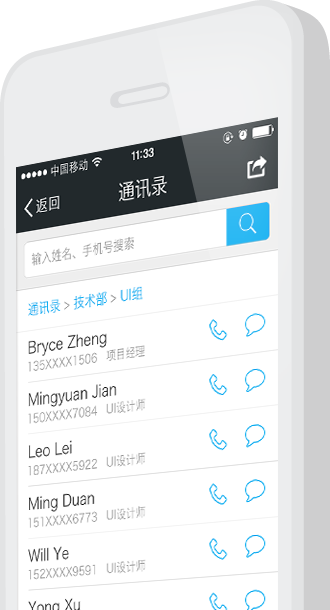 中国移动 11:33
返回 通讯录
输入姓名、手机号搜索
通讯录 > 技术部 > UI组
Bryce Zheng
135XXXX1506 项目经理
Mingyuan Jian
150XXXX7084 UI设计师
Leo Lei
187XXXX5922 UI设计师
Ming Duan
151XXXX6773 UI设计师
Will Ye
152XXXX9591 UI设计师
Yong Xu